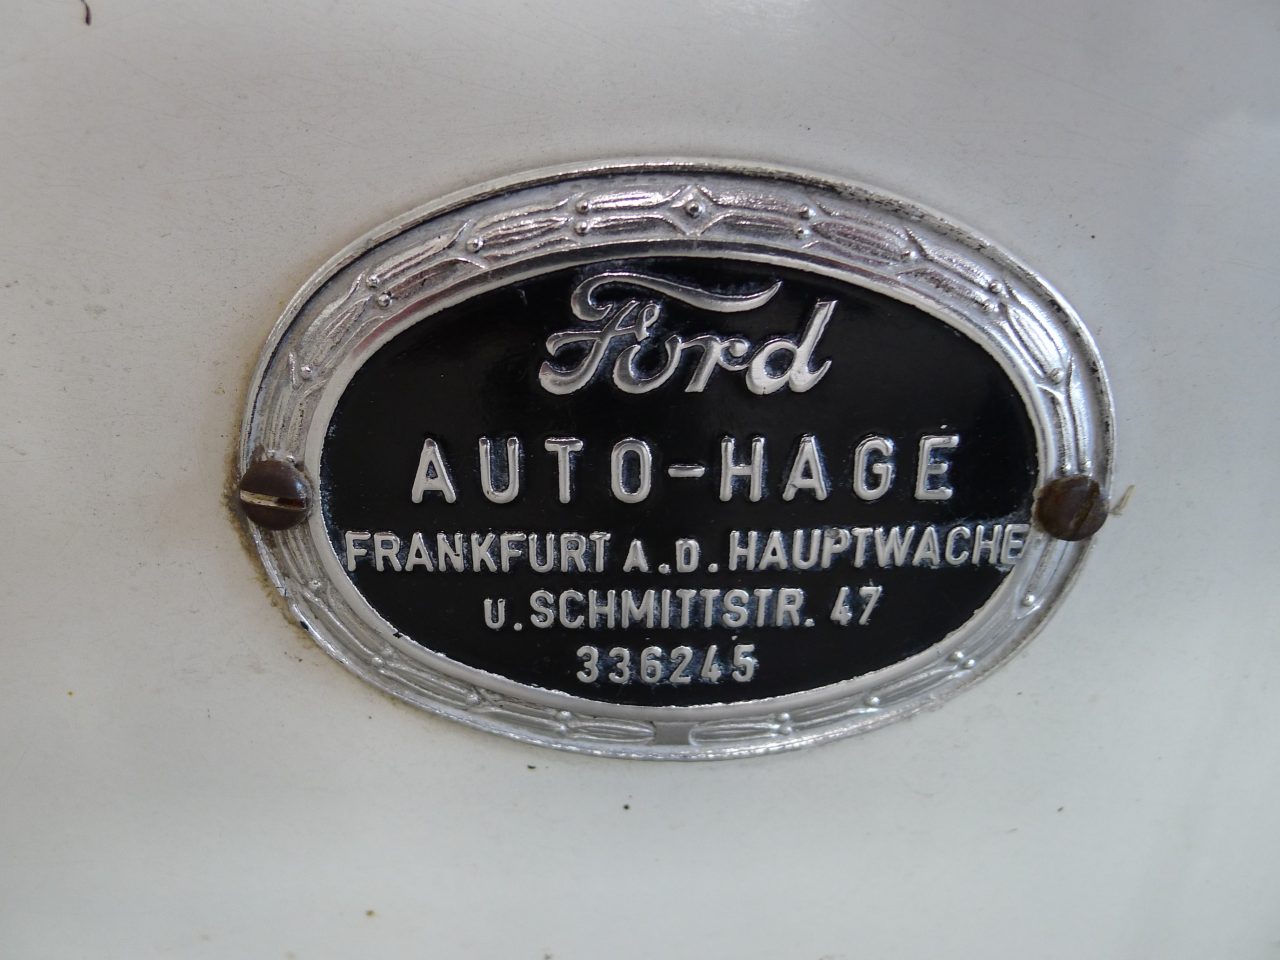 Ford
AUTO-HAGE
FRANKFURT A.D. HAUPTWACHE
U. SCHMITTSTR. 47
336245